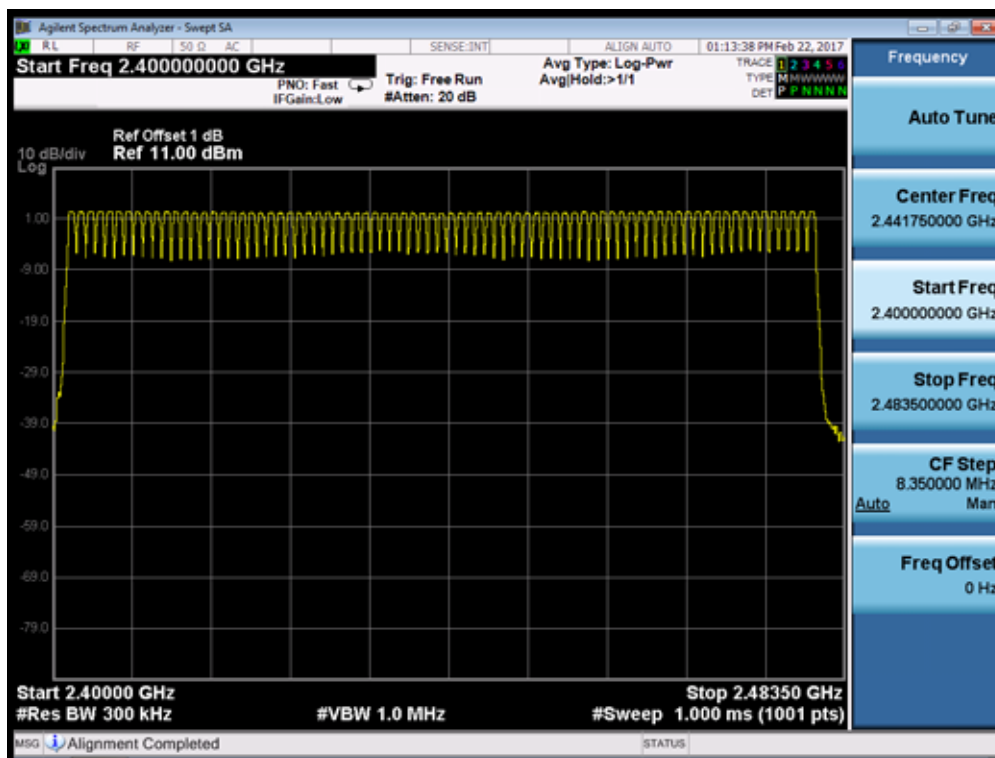 Agilent Spectrum Analyzer - Swept SA
RL RF 50 Ω AC SENSE:INT ALIGN AUTO 01:13:38 PM Feb 22, 2017
Start Freq 2.400000000 GHz
PNO: Fast
IFGain:Low
Trig: Free Run
#Atten: 20 dB
Avg Type: Log-Pwr
Avg|Hold:>1/1
TRACE 1 2 3 4 5 6
TYPE M M W W W W W
DET P P N N N N
Ref Offset 1 dB
10 dB/div Ref 11.00 dBm
Log
1.00
-9.00
-19.0
-29.0
-39.0
-49.0
-59.0
-69.0
-79.0
Start 2.40000 GHz Stop 2.48350 GHz
#Res BW 300 kHz #VBW 1.0 MHz #Sweep 1.000 ms (1001 pts)
MSG Alignment Completed STATUS
Frequency
Auto Tune
Center Freq
2.441750000 GHz
Start Freq
2.400000000 GHz
Stop Freq
2.483500000 GHz
CF Step
8.350000 MHz
Auto Man
Freq Offset
0 Hz